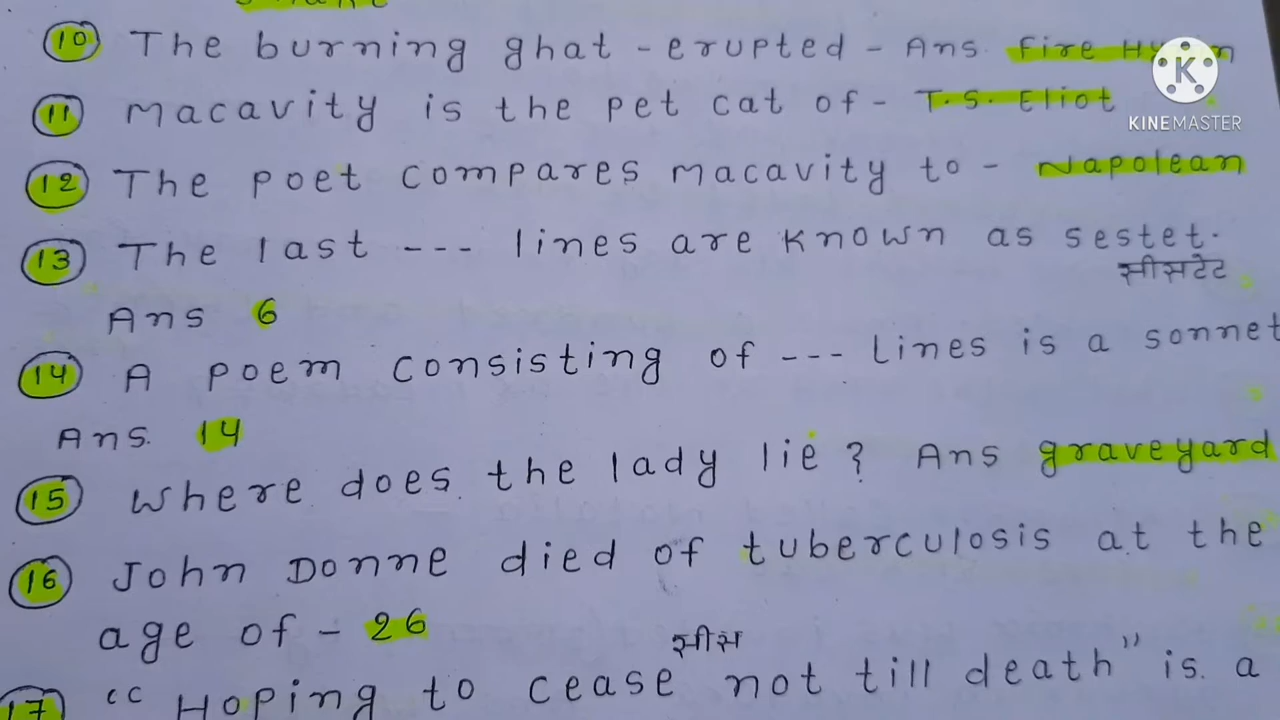 10 The burning ghat - erupted - Ans. fire
11 Macavity is the pet cat of - T.S. Eliot
KINEMASTER
12 The poet compares macavity to - Napolean
13 The last --- lines are known as sestet.
सीसटेट
Ans 6
14 A poem consisting of --- lines is a sonnet
Ans. 14
15 Where does the lady lie? Ans graveyard
16 John Donne died of tuberculosis at the
age of - 26
सीस
17 "Hoping to cease not till death" is a